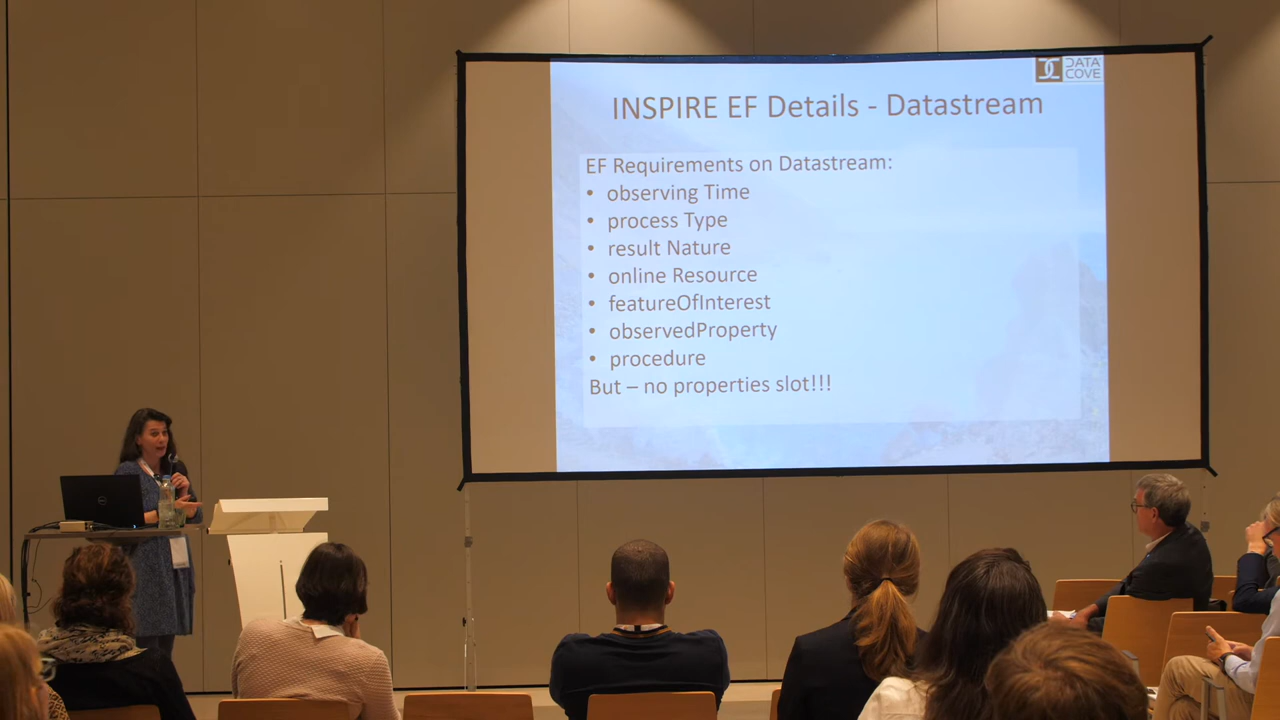 DATA
COVE
INSPIRE EF Details - Datastream
EF Requirements on Datastream:
• observing Time
• process Type
• result Nature
• online Resource
• featureOfInterest
• observedProperty
• procedure
But – no properties slot!!!